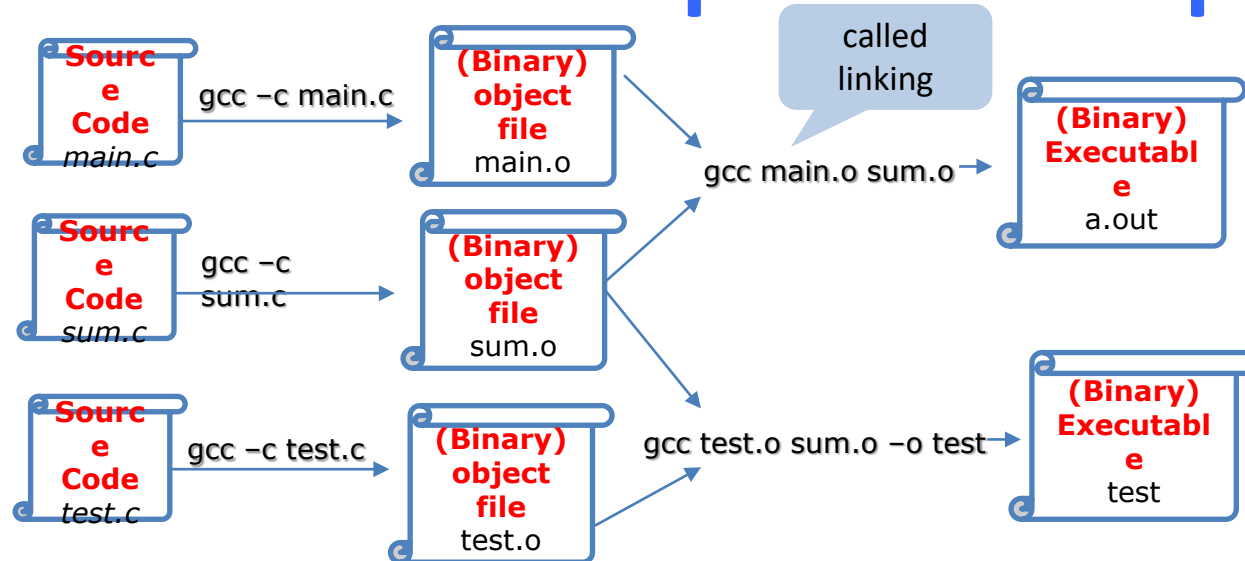 Sourc
e
Code
main.c
gcc –c main.c
(Binary)
object
file
main.o
called
linking
gcc main.o sum.o
(Binary)
Executabl
e
a.out
Sourc
e
Code
sum.c
gcc –c
sum.c
(Binary)
object
file
sum.o
Sourc
e
Code
test.c
gcc –c test.c
(Binary)
object
file
test.o
gcc test.o sum.o –o test
(Binary)
Executabl
e
test